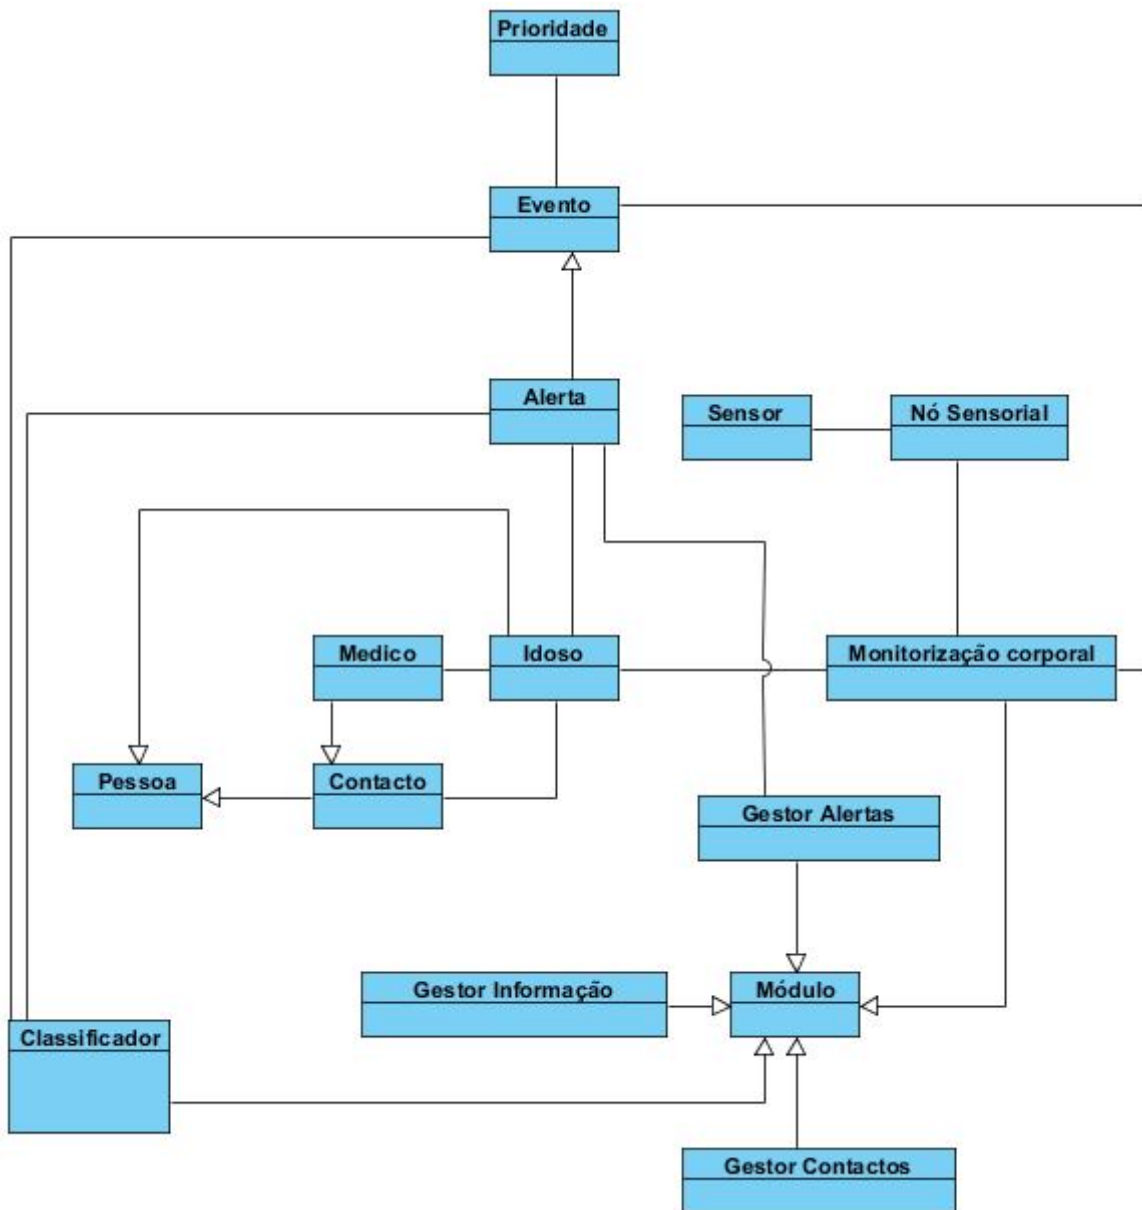 Prioridade
Evento
Alerta
Sensor
Nó Sensorial
Medico
Idoso
Monitorização corporal
Pessoa
Contacto
Gestor Alertas
Gestor Informação
Módulo
Classificador
Gestor Contactos